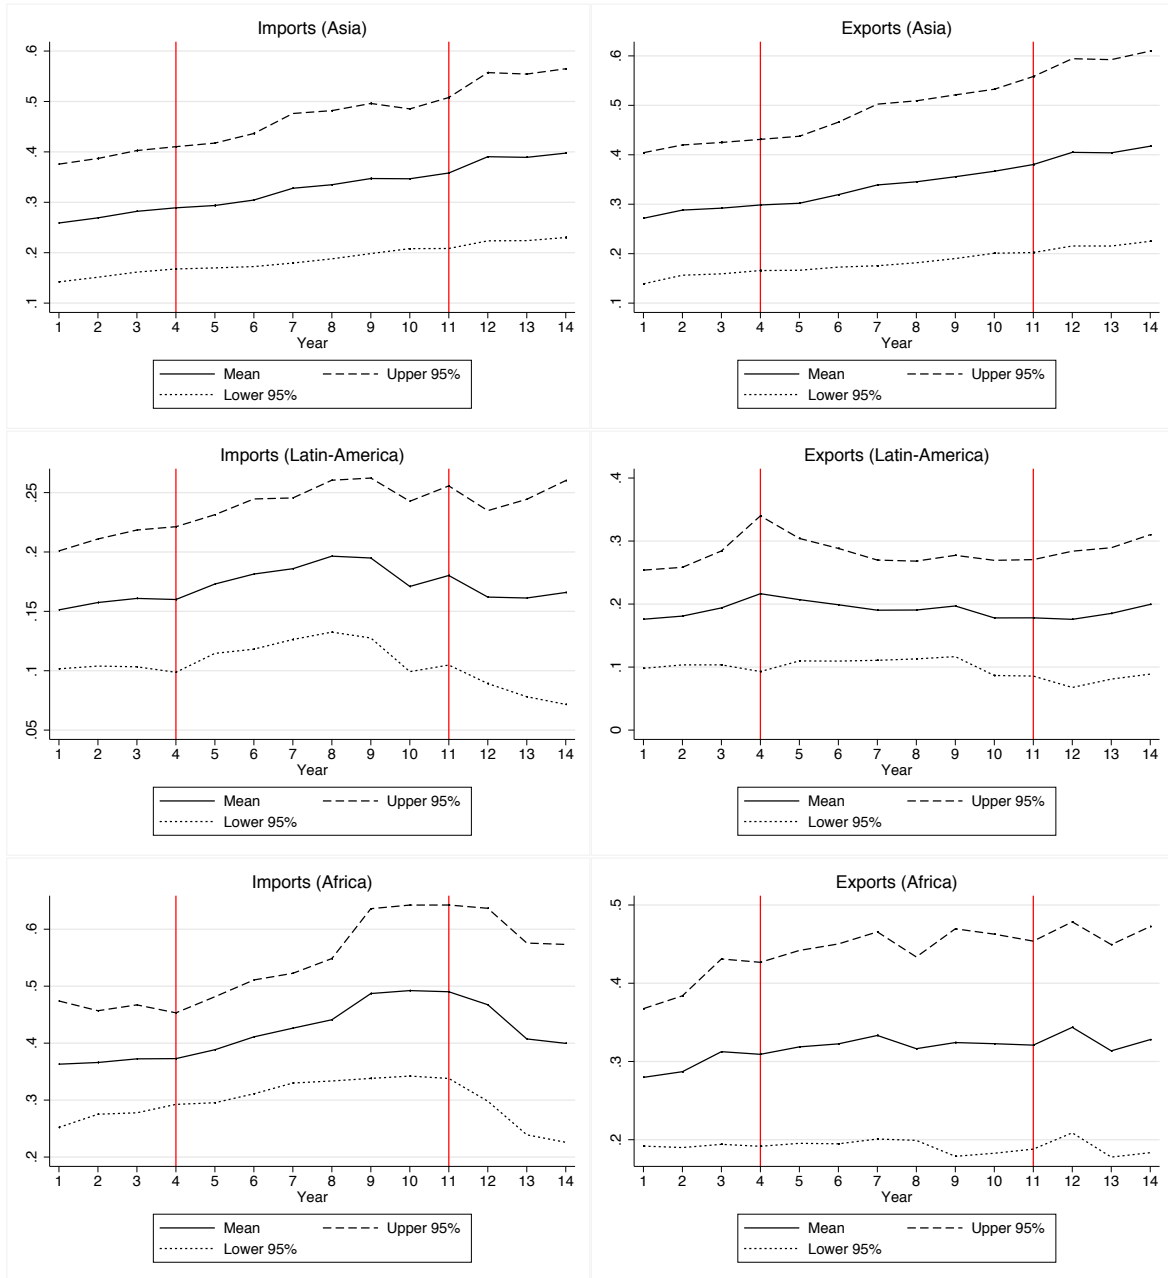 Imports (Asia)
.6
.5
.4
.3
.2
.1
1 2 3 4 5 6 7 8 9 10 11 12 13 14
Year
Mean Upper 95%
Lower 95%
Exports (Asia)
.6
.5
.4
.3
.2
.1
1 2 3 4 5 6 7 8 9 10 11 12 13 14
Year
Mean Upper 95%
Lower 95%
Imports (Latin-America)
.25
.2
.15
.1
.05
1 2 3 4 5 6 7 8 9 10 11 12 13 14
Year
Mean Upper 95%
Lower 95%
Exports (Latin-America)
.4
.3
.2
.1
0
1 2 3 4 5 6 7 8 9 10 11 12 13 14
Year
Mean Upper 95%
Lower 95%
Imports (Africa)
.6
.5
.4
.3
.2
1 2 3 4 5 6 7 8 9 10 11 12 13 14
Year
Mean Upper 95%
Lower 95%
Exports (Africa)
.5
.4
.3
.2
1 2 3 4 5 6 7 8 9 10 11 12 13 14
Year
Mean Upper 95%
Lower 95%